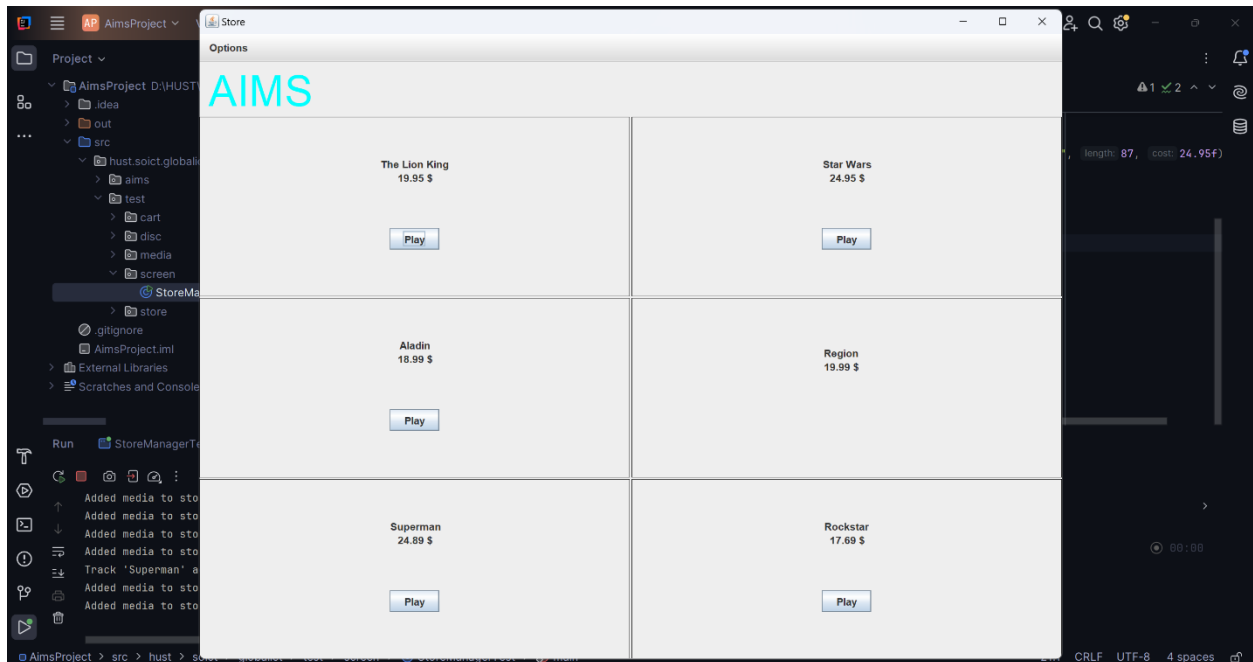 AP AimsProject
Store
Options
Project
AIMS
AimsProject D:\HUST\
.idea
out
src
hust.soict.globalic
aims
test
cart
disc
media
screen
StoreMa
store
.gitignore
AimsProject.iml
External Libraries
Scratches and Console
1 2
", length: 87, cost: 24.95f)
The Lion King
19.95 $
Play
Star Wars
24.95 $
Play
Aladin
18.99 $
Play
Region
19.99 $
Superman
24.89 $
Play
Rockstar
17.69 $
Play
Run StoreManagerTe
Added media to sto
Added media to sto
Added media to sto
Added media to sto
Track 'Superman' a
Added media to sto
Added media to sto
00:00
AimsProject > src > hust >
CRLF UTF-8 4 spaces